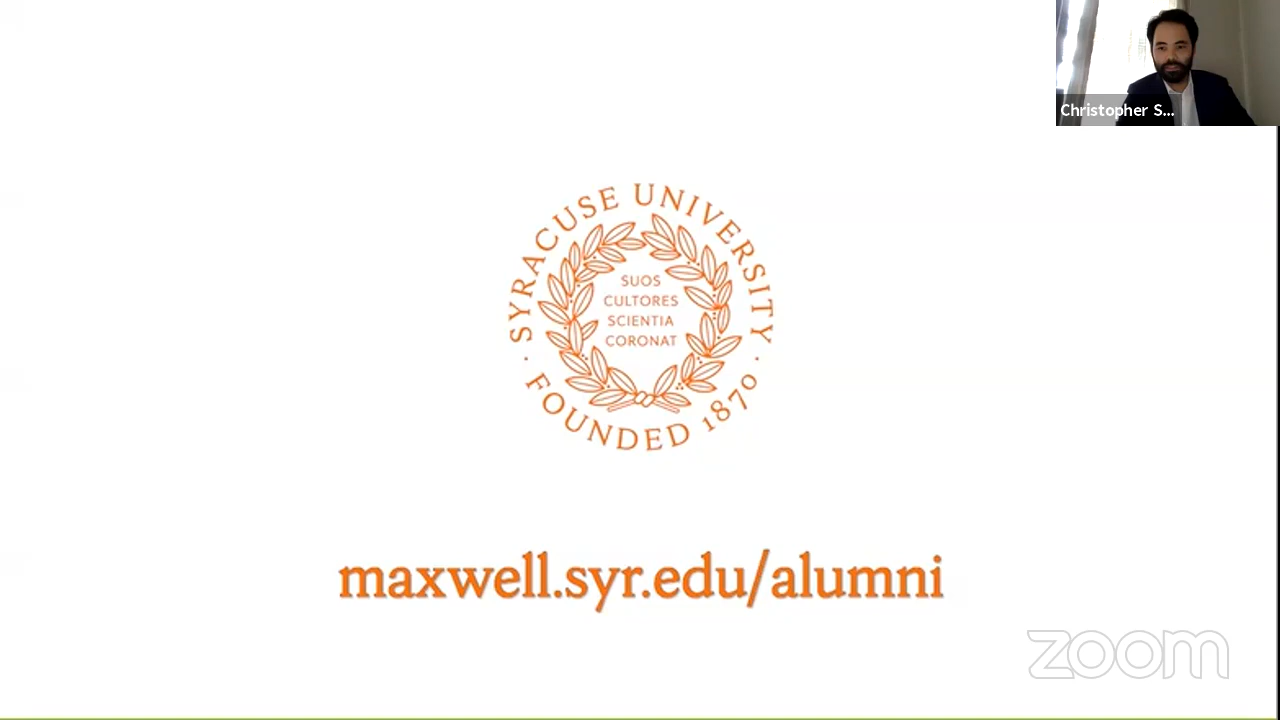 Christopher S...
SYRACUSE UNIVERSITY
SUOS
CULTORES
SCIENTIA
CORONAT
· FOUNDED 1870 ·
maxwell.syr.edu/alumni
zoom